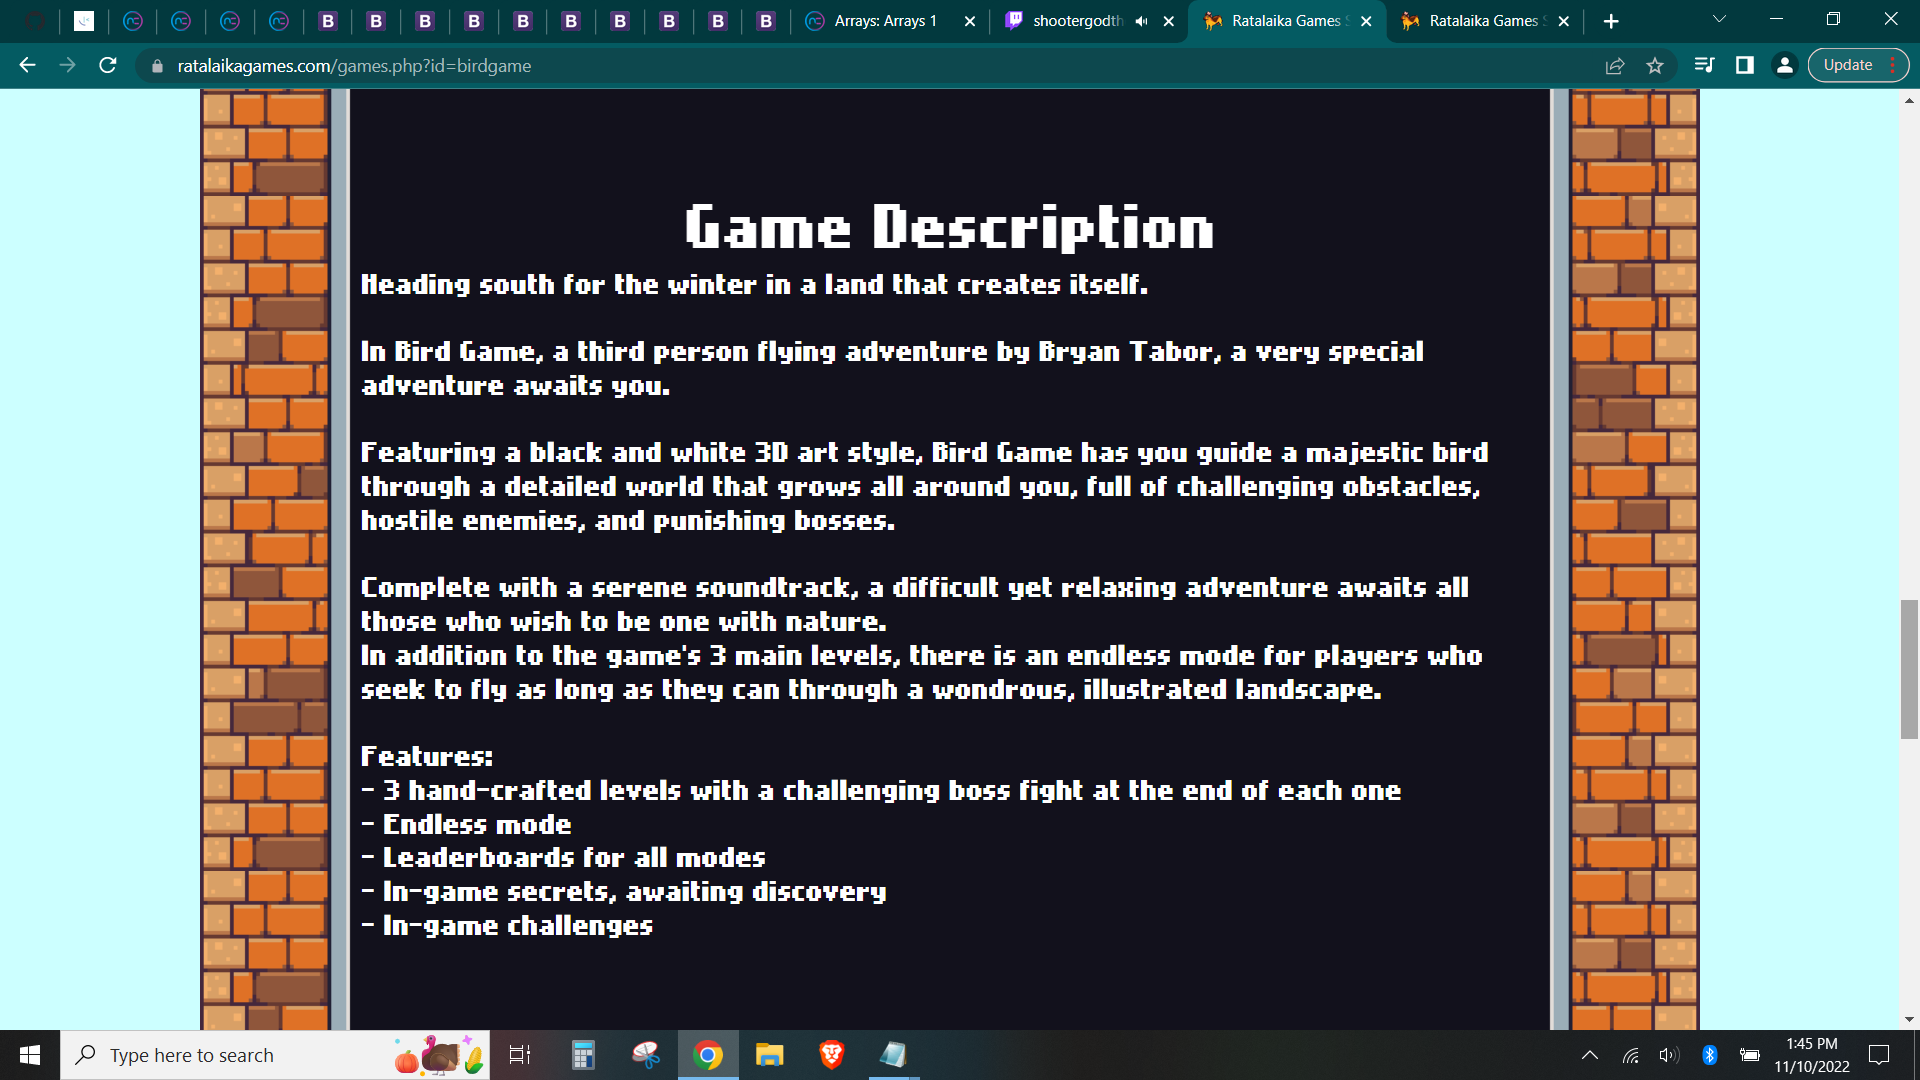 B B B B B B B B B B Arrays: Arrays 1 shootergodth Ratalaika Games S Ratalaika Games S
ratalaikagames.com/games.php?id=birdgame Update
Game Description
Heading south for the winter in a land that creates itself.
In Bird Game, a third person flying adventure by Bryan Tabor, a very special
adventure awaits you.
Featuring a black and white 3D art style, Bird Game has you guide a majestic bird
through a detailed world that grows all around you, full of challenging obstacles,
hostile enemies, and punishing bosses.
Complete with a serene soundtrack, a difficult yet relaxing adventure awaits all
those who wish to be one with nature.
In addition to the game's 3 main levels, there is an endless mode for players who
seek to fly as long as they can through a wondrous, illustrated landscape.
Features:
- 3 hand-crafted levels with a challenging boss fight at the end of each one
- Endless mode
- Leaderboards for all modes
- In-game secrets, awaiting discovery
- In-game challenges
Type here to search
1:45 PM
11/10/2022